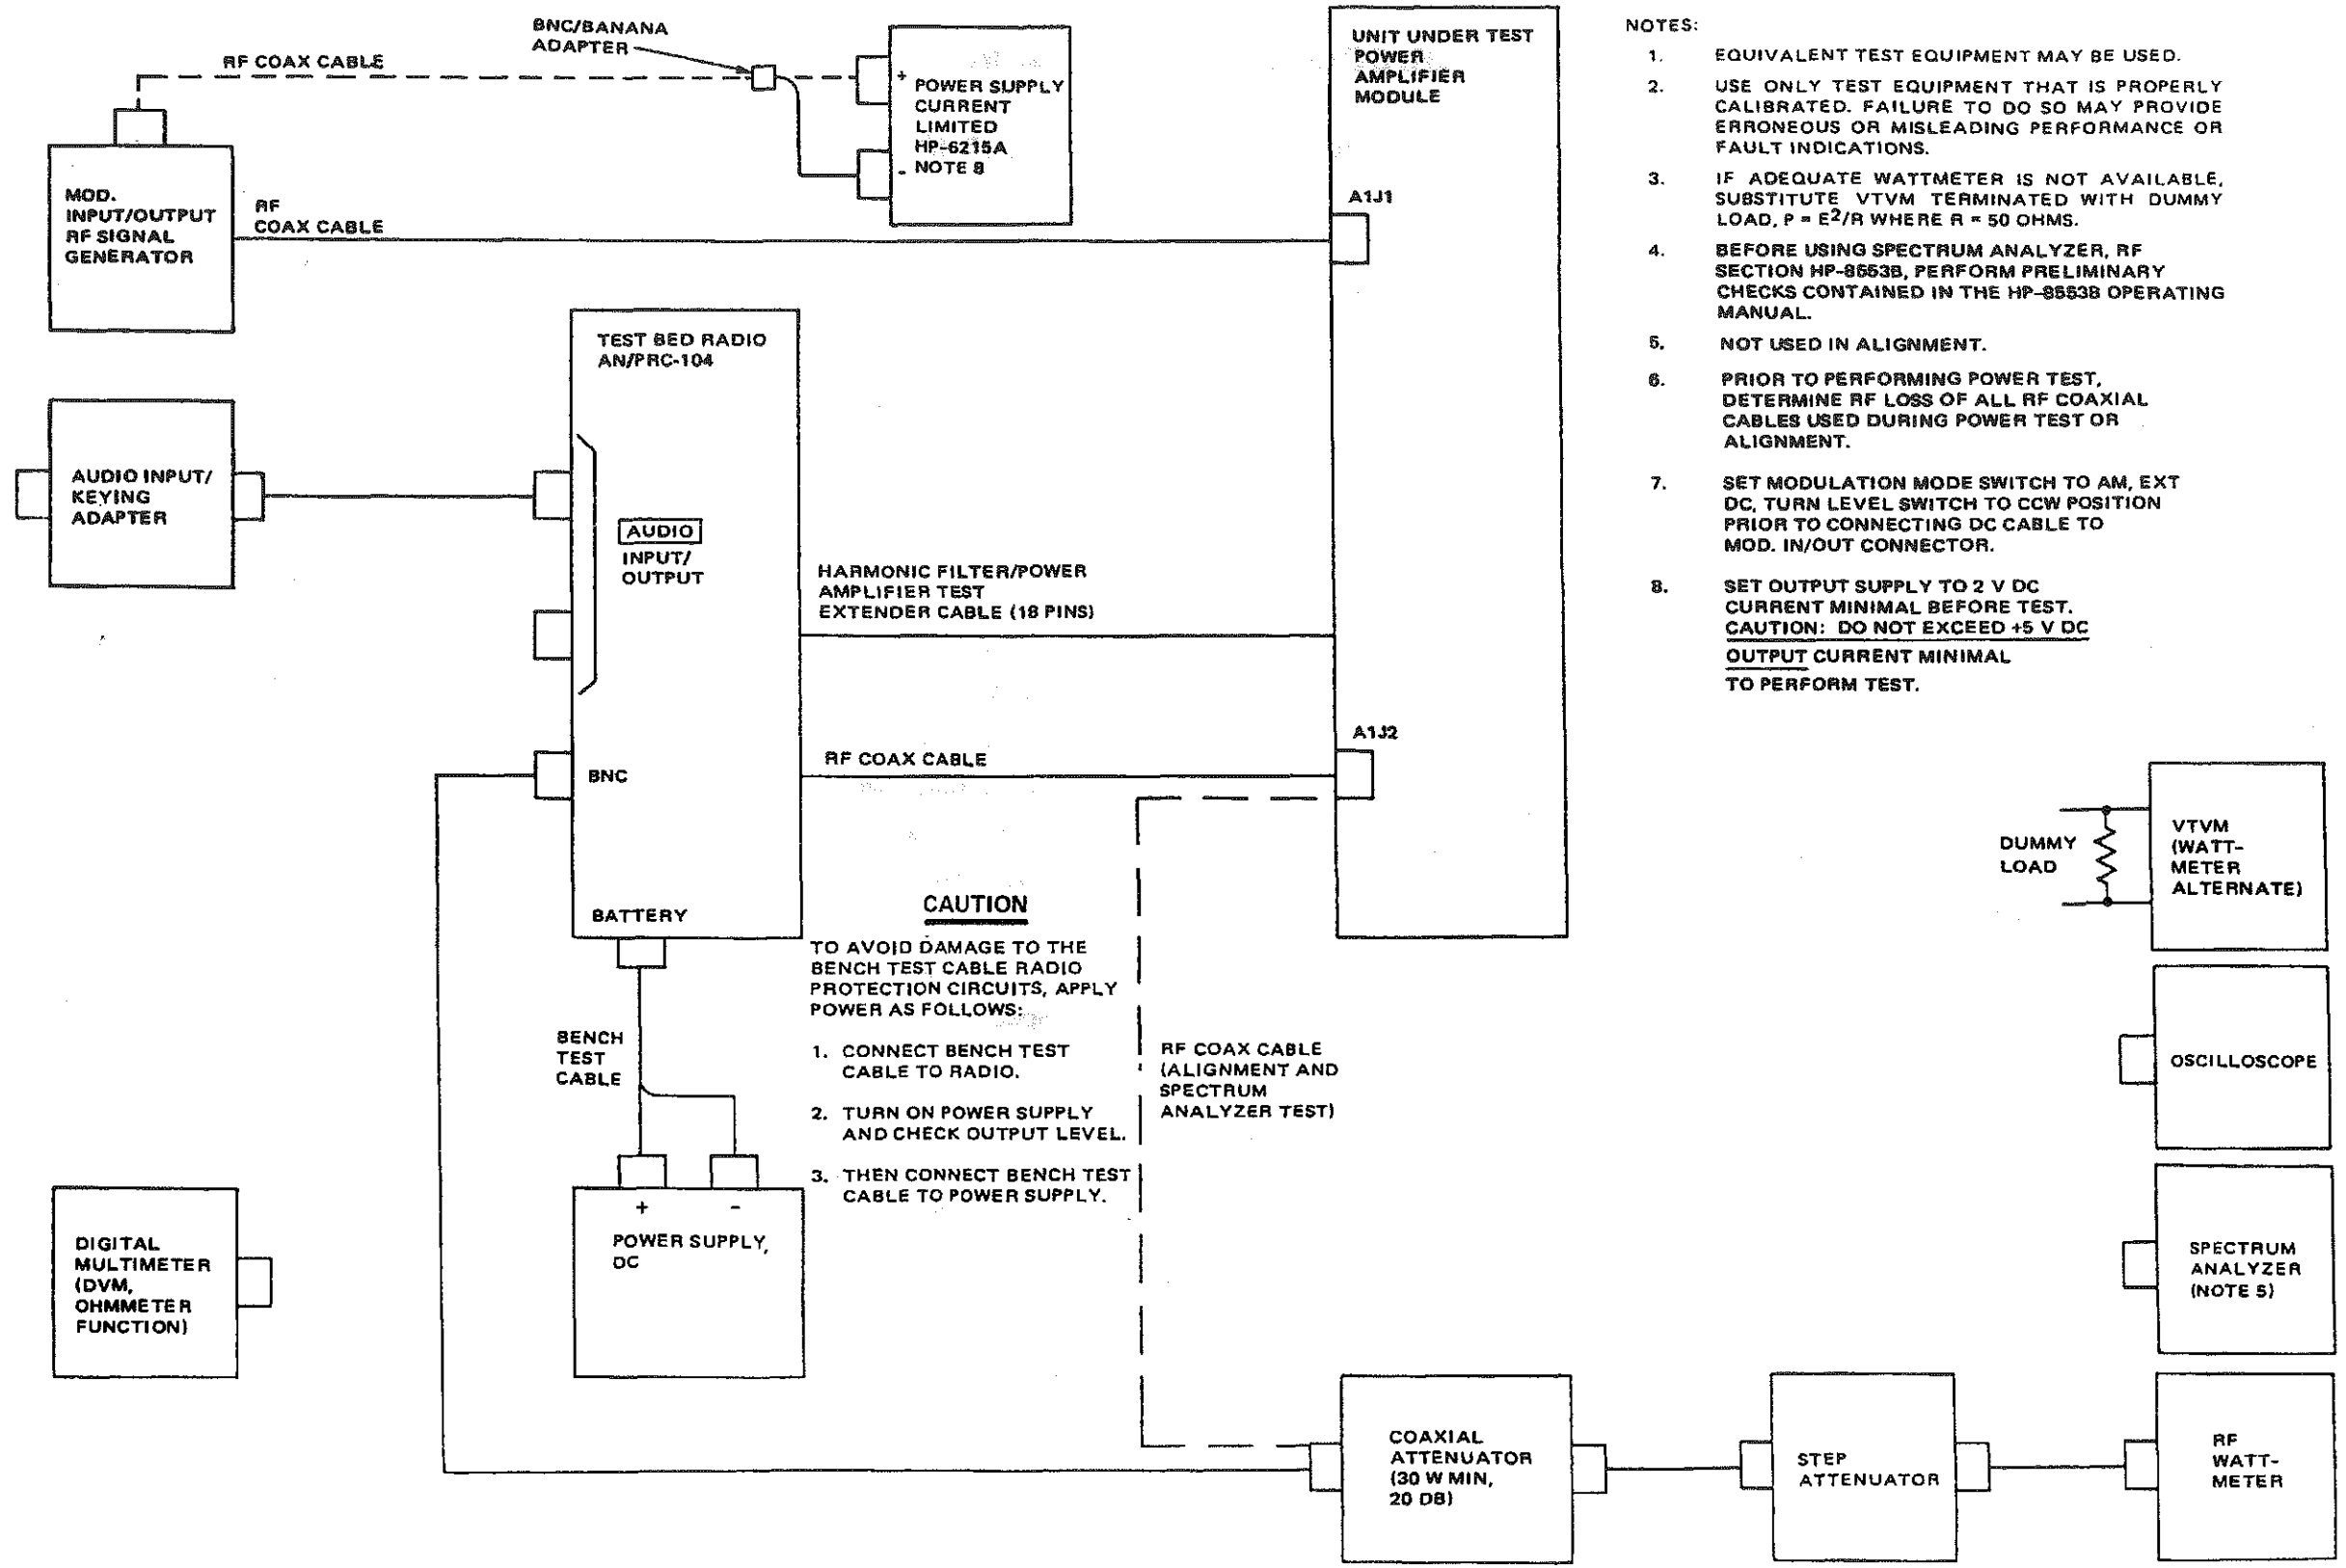 BNC/BANANA
ADAPTER
RF COAX CABLE
+
POWER SUPPLY
CURRENT
LIMITED
HP-6215A
- NOTE 8
UNIT UNDER TEST
POWER
AMPLIFIER
MODULE
MOD.
INPUT/OUTPUT
RF SIGNAL
GENERATOR
RF
COAX CABLE
A1J1
TEST BED RADIO
AN/PRC-104
AUDIO INPUT/
KEYING
ADAPTER
AUDIO
INPUT/
OUTPUT
HARMONIC FILTER/POWER
AMPLIFIER TEST
EXTENDER CABLE (18 PINS)
BNC
RF COAX CABLE
A1J2
BATTERY
BENCH
TEST
CABLE
CAUTION
TO AVOID DAMAGE TO THE
BENCH TEST CABLE RADIO
PROTECTION CIRCUITS, APPLY
POWER AS FOLLOWS:
1. CONNECT BENCH TEST
CABLE TO RADIO.
2. TURN ON POWER SUPPLY
AND CHECK OUTPUT LEVEL.
3. THEN CONNECT BENCH TEST
CABLE TO POWER SUPPLY.
RF COAX CABLE
(ALIGNMENT AND
SPECTRUM
ANALYZER TEST)
+ -
POWER SUPPLY,
DC
DIGITAL
MULTIMETER
(DVM,
OHMMETER
FUNCTION)
NOTES:
1. EQUIVALENT TEST EQUIPMENT MAY BE USED.
2. USE ONLY TEST EQUIPMENT THAT IS PROPERLY
CALIBRATED. FAILURE TO DO SO MAY PROVIDE
ERRONEOUS OR MISLEADING PERFORMANCE OR
FAULT INDICATIONS.
3. IF ADEQUATE WATTMETER IS NOT AVAILABLE,
SUBSTITUTE VTVM TERMINATED WITH DUMMY
LOAD, P = E²/R WHERE R = 50 OHMS.
4. BEFORE USING SPECTRUM ANALYZER, RF
SECTION HP-8553B, PERFORM PRELIMINARY
CHECKS CONTAINED IN THE HP-8553B OPERATING
MANUAL.
5. NOT USED IN ALIGNMENT.
6. PRIOR TO PERFORMING POWER TEST,
DETERMINE RF LOSS OF ALL RF COAXIAL
CABLES USED DURING POWER TEST OR
ALIGNMENT.
7. SET MODULATION MODE SWITCH TO AM, EXT
DC, TURN LEVEL SWITCH TO CCW POSITION
PRIOR TO CONNECTING DC CABLE TO
MOD. IN/OUT CONNECTOR.
8. SET OUTPUT SUPPLY TO 2 V DC
CURRENT MINIMAL BEFORE TEST.
CAUTION: DO NOT EXCEED +5 V DC
OUTPUT CURRENT MINIMAL
TO PERFORM TEST.
DUMMY
LOAD
VTVM
(WATT-
METER
ALTERNATE)
OSCILLOSCOPE
SPECTRUM
ANALYZER
(NOTE 5)
COAXIAL
ATTENUATOR
(30 W MIN,
20 DB)
STEP
ATTENUATOR
RF
WATT-
METER